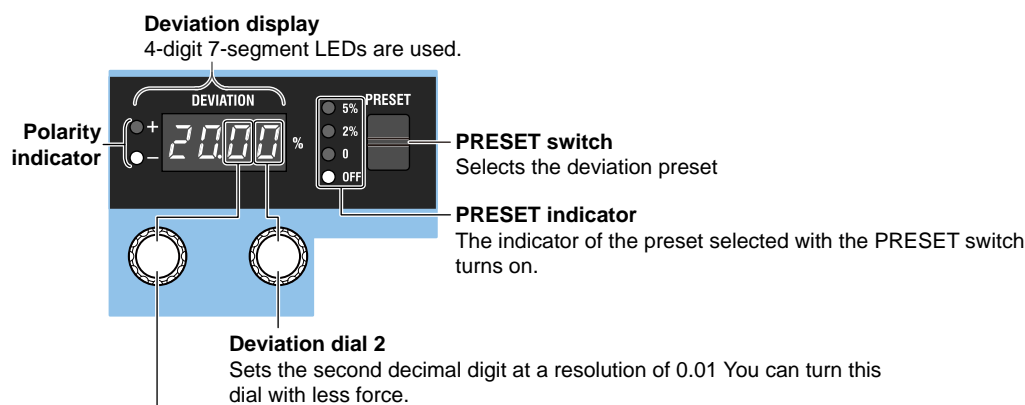 Deviation display
4-digit 7-segment LEDs are used.
DEVIATION
PRESET
Polarity
indicator
+
−
20.00
%
5%
2%
0
OFF
PRESET switch
Selects the deviation preset
PRESET indicator
The indicator of the preset selected with the PRESET switch
turns on.
Deviation dial 2
Sets the second decimal digit at a resolution of 0.01 You can turn this
dial with less force.